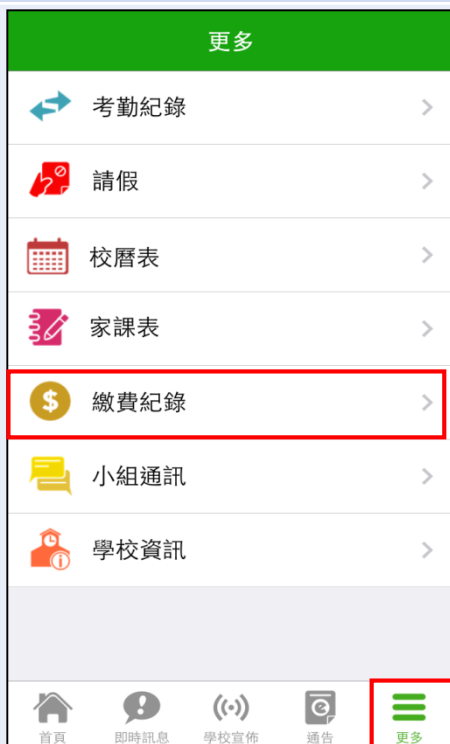 更多
考勤紀錄
請假
校曆表
家課表
繳費紀錄
小組通訊
學校資訊
首頁 即時訊息 學校宣佈 通告 更多